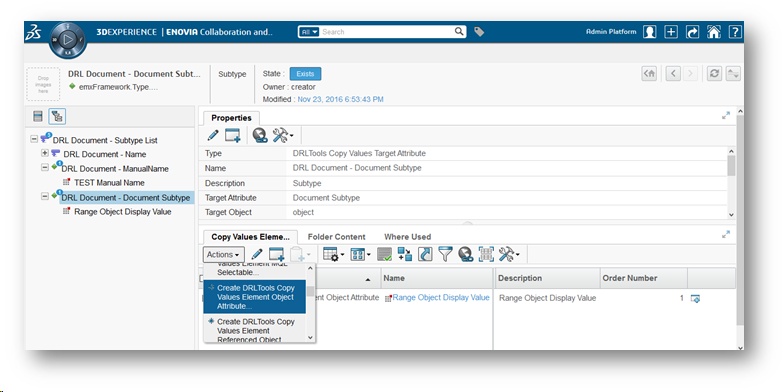 3DEXPERIENCE | ENOVIA Collaboration and..
All
Search
Admin Platform
Drop images here
DRL Document - Document Subt...
emxFramework.Type....
Subtype
State : Exists
Owner : creator
Modified : Nov 23, 2016 6:53:43 PM
DRL Document - Subtype List
DRL Document - Name
DRL Document - ManualName
TEST Manual Name
DRL Document - Document Subtype
Range Object Display Value
Properties
Type DRLTools Copy Values Target Attribute
Name DRL Document - Document Subtype
Description Subtype
Target Attribute Document Subtype
Target Object object
Copy Values Eleme... Folder Content Where Used
Actions
Name Description Order Number
Values Element MQL
Selectable...
Create DRLTools Copy
Values Element Object
Attribute...
Create DRLTools Copy
Values Element
Referenced Object
ent Object Attribute Range Object Display Value Range Object Display Value 1